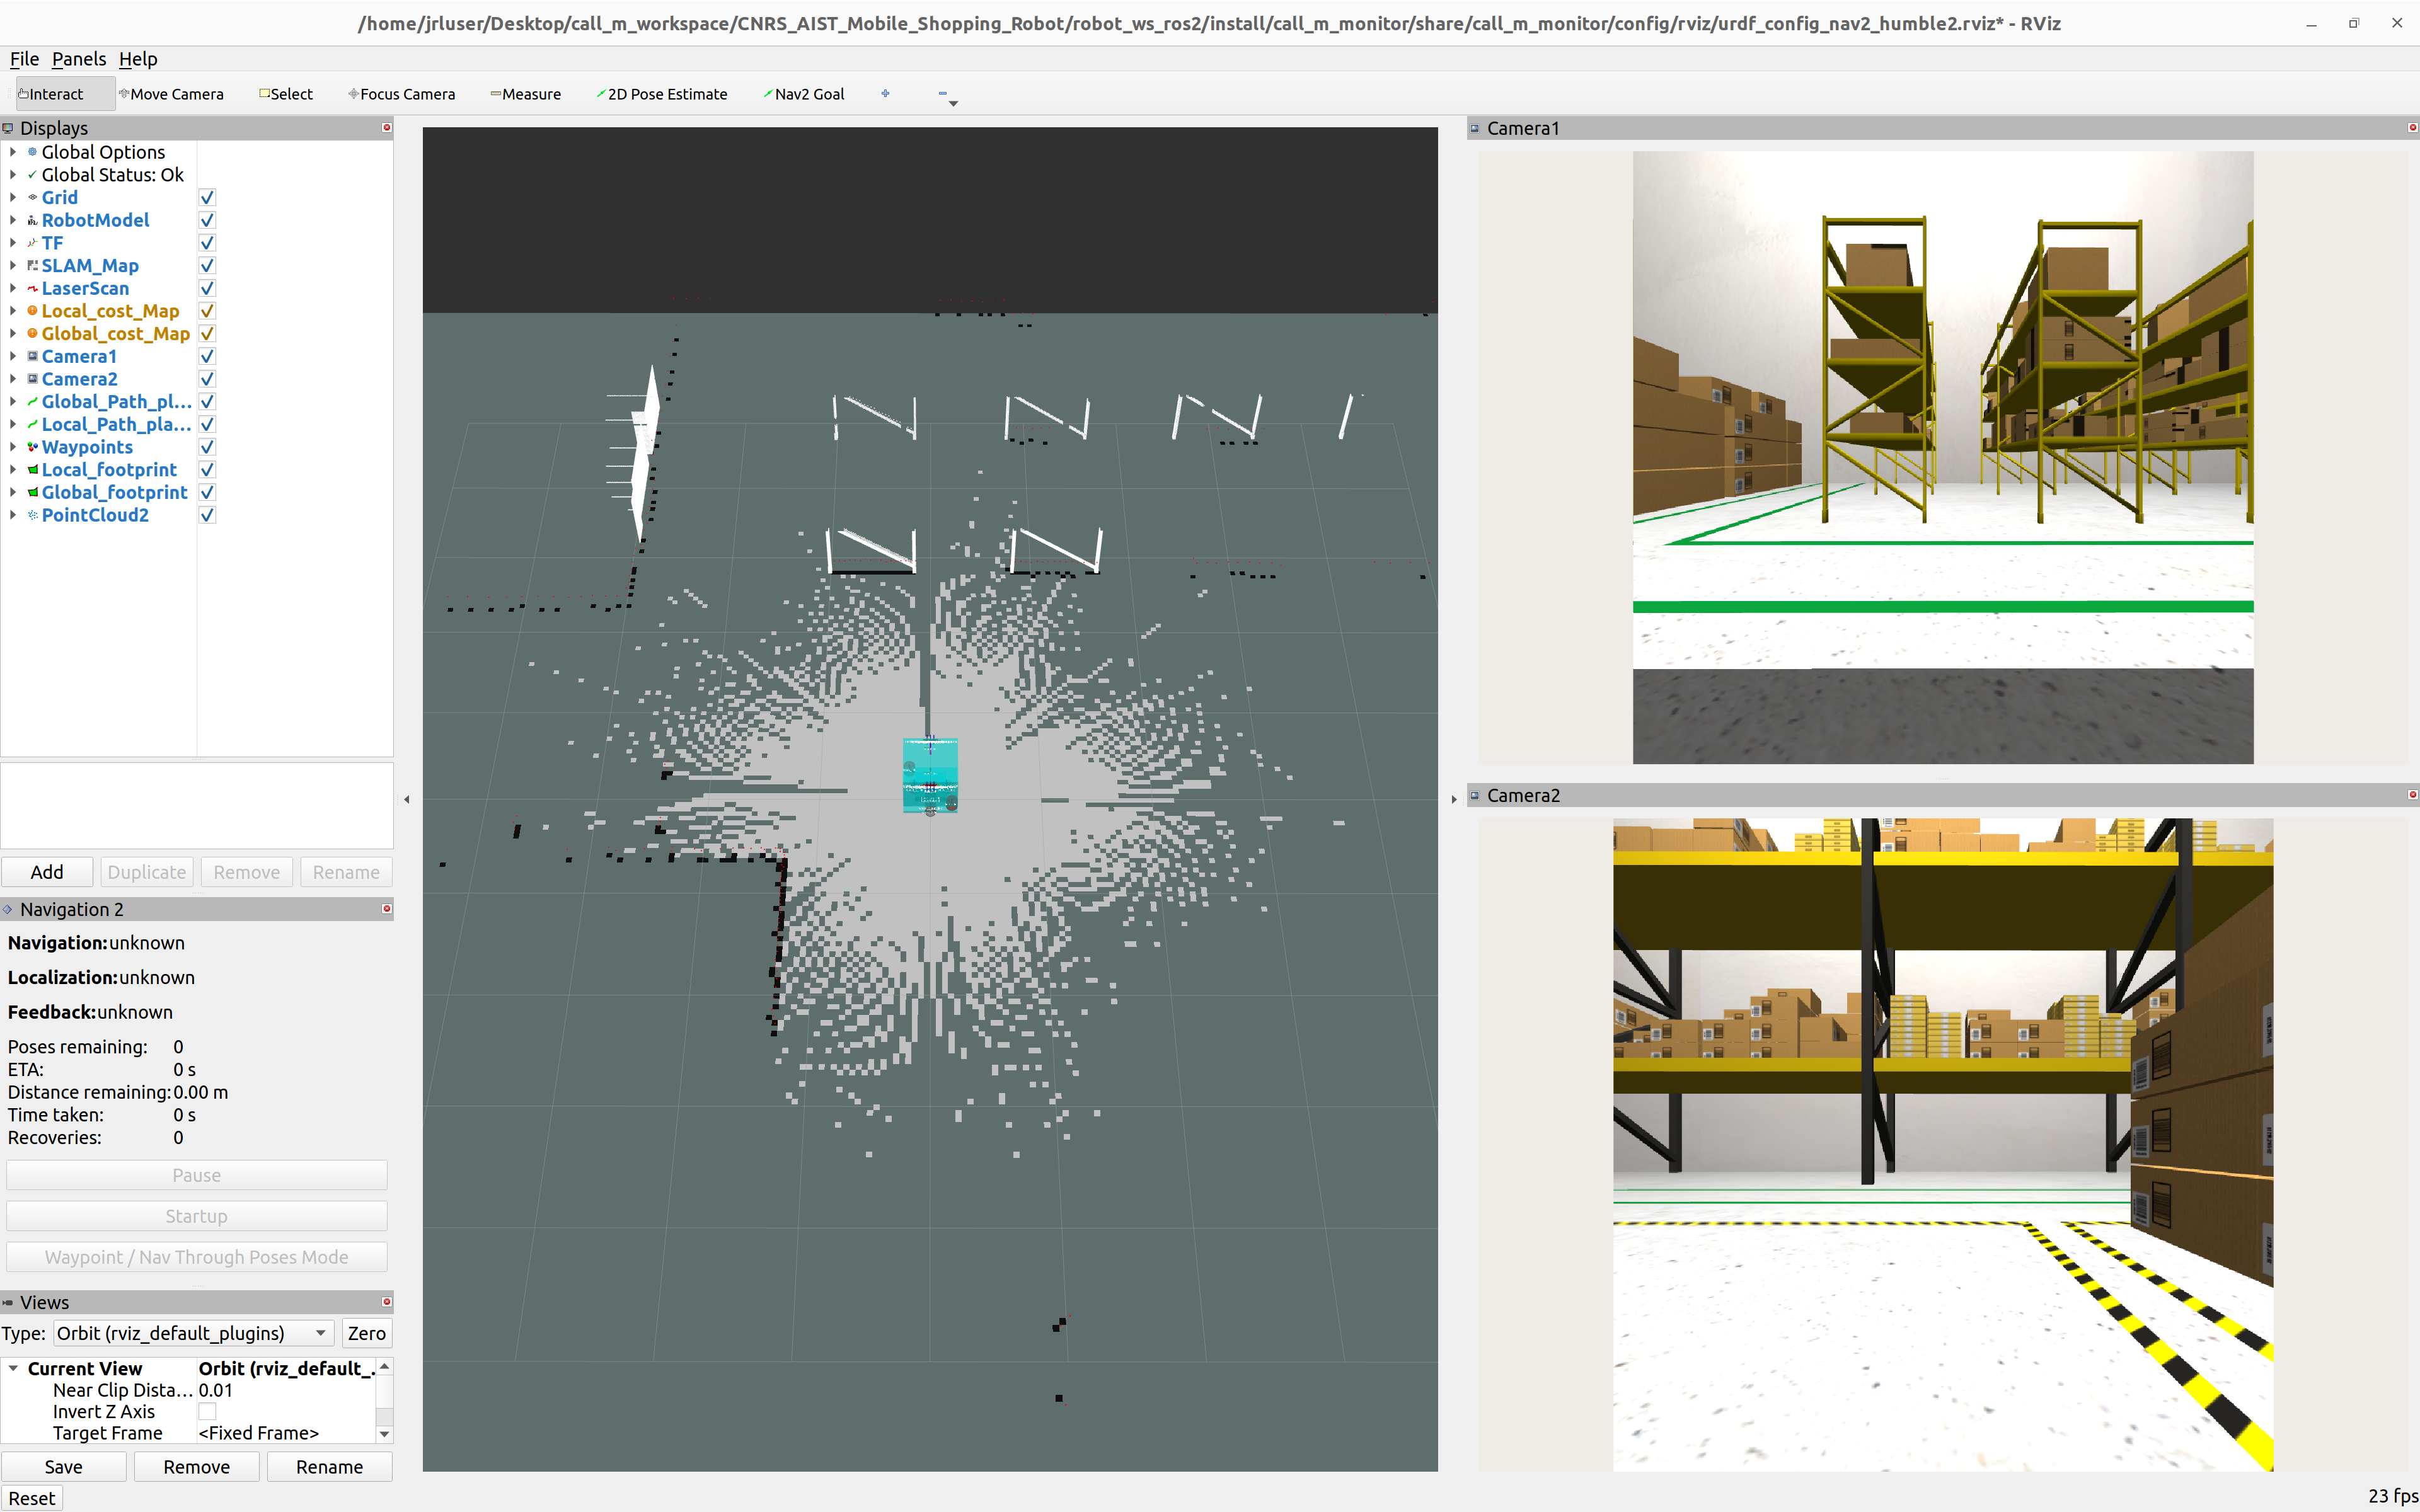 /home/jrluser/Desktop/call_m_workspace/CNRS_AIST_Mobile_Shopping_Robot/robot_ws_ros2/install/call_m_monitor/share/call_m_monitor/config/rviz/urdf_config_nav2_humble2.rviz* - RViz
File Panels Help
Interact Move Camera Select Focus Camera Measure 2D Pose Estimate Nav2 Goal
Displays
Global Options
Global Status: Ok
Grid
RobotModel
TF
SLAM_Map
LaserScan
Local_cost_Map
Global_cost_Map
Camera1
Camera2
Global_Path_pl...
Local_Path_pla...
Waypoints
Local_footprint
Global_footprint
PointCloud2
Add Duplicate Remove Rename
Navigation 2
Navigation: unknown
Localization: unknown
Feedback: unknown
Poses remaining: 0
ETA: 0 s
Distance remaining: 0.00 m
Time taken: 0 s
Recoveries: 0
Pause
Startup
Waypoint / Nav Through Poses Mode
Views
Type: Orbit (rviz_default_plugins) Zero
Current View Orbit (rviz_default_...
Near Clip Dista... 0.01
Invert Z Axis
Target Frame <Fixed Frame>
Save Remove Rename
Reset
Camera1
Camera2
23 fps